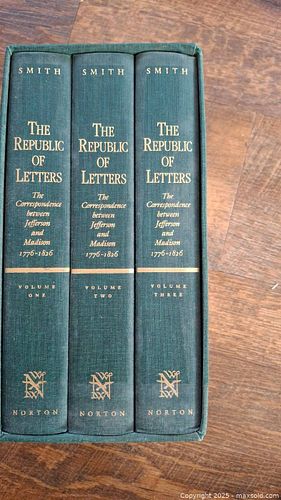 SMITH
THE
REPUBLIC
OF
LETTERS
The
Correspondence
between
Jefferson
and
Madison
1776-1826
VOLUME
ONE
NORTON
SMITH
THE
REPUBLIC
OF
LETTERS
The
Correspondence
between
Jefferson
and
Madison
1776-1826
VOLUME
TWO
NORTON
SMITH
THE
REPUBLIC
OF
LETTERS
The
Correspondence
between
Jefferson
and
Madison
1776-1826
VOLUME
THREE
NORTON
Copyright © 2025 - maxsold.com